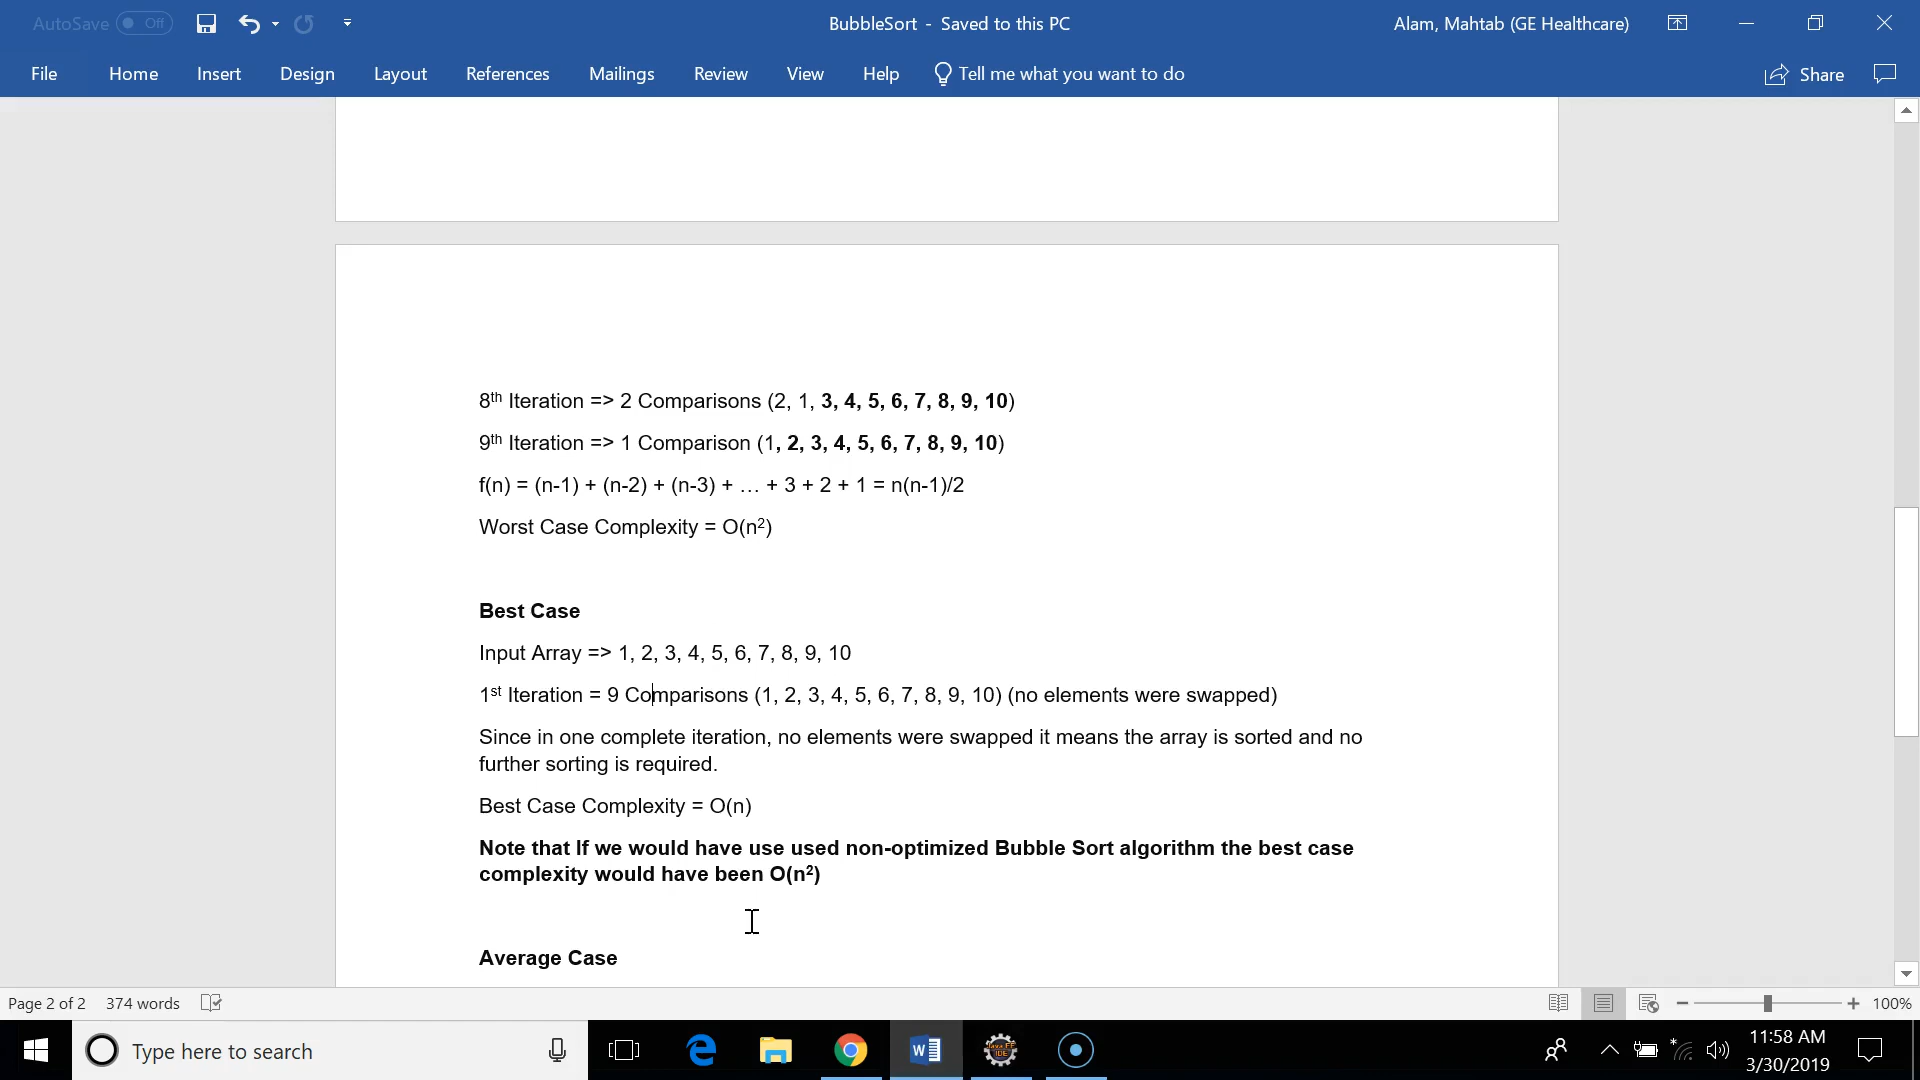 AutoSave Off
BubbleSort - Saved to this PC
Alam, Mahtab (GE Healthcare)
File Home Insert Design Layout References Mailings Review View Help Tell me what you want to do Share
8th Iteration => 2 Comparisons (2, 1, 3, 4, 5, 6, 7, 8, 9, 10)
9th Iteration => 1 Comparison (1, 2, 3, 4, 5, 6, 7, 8, 9, 10)
f(n) = (n-1) + (n-2) + (n-3) + … + 3 + 2 + 1 = n(n-1)/2
Worst Case Complexity = O(n²)
Best Case
Input Array => 1, 2, 3, 4, 5, 6, 7, 8, 9, 10
1st Iteration = 9 Comparisons (1, 2, 3, 4, 5, 6, 7, 8, 9, 10) (no elements were swapped)
Since in one complete iteration, no elements were swapped it means the array is sorted and no
further sorting is required.
Best Case Complexity = O(n)
Note that If we would have use used non-optimized Bubble Sort algorithm the best case
complexity would have been O(n²)
Average Case
Page 2 of 2 374 words 100%
Type here to search
11:58 AM
3/30/2019